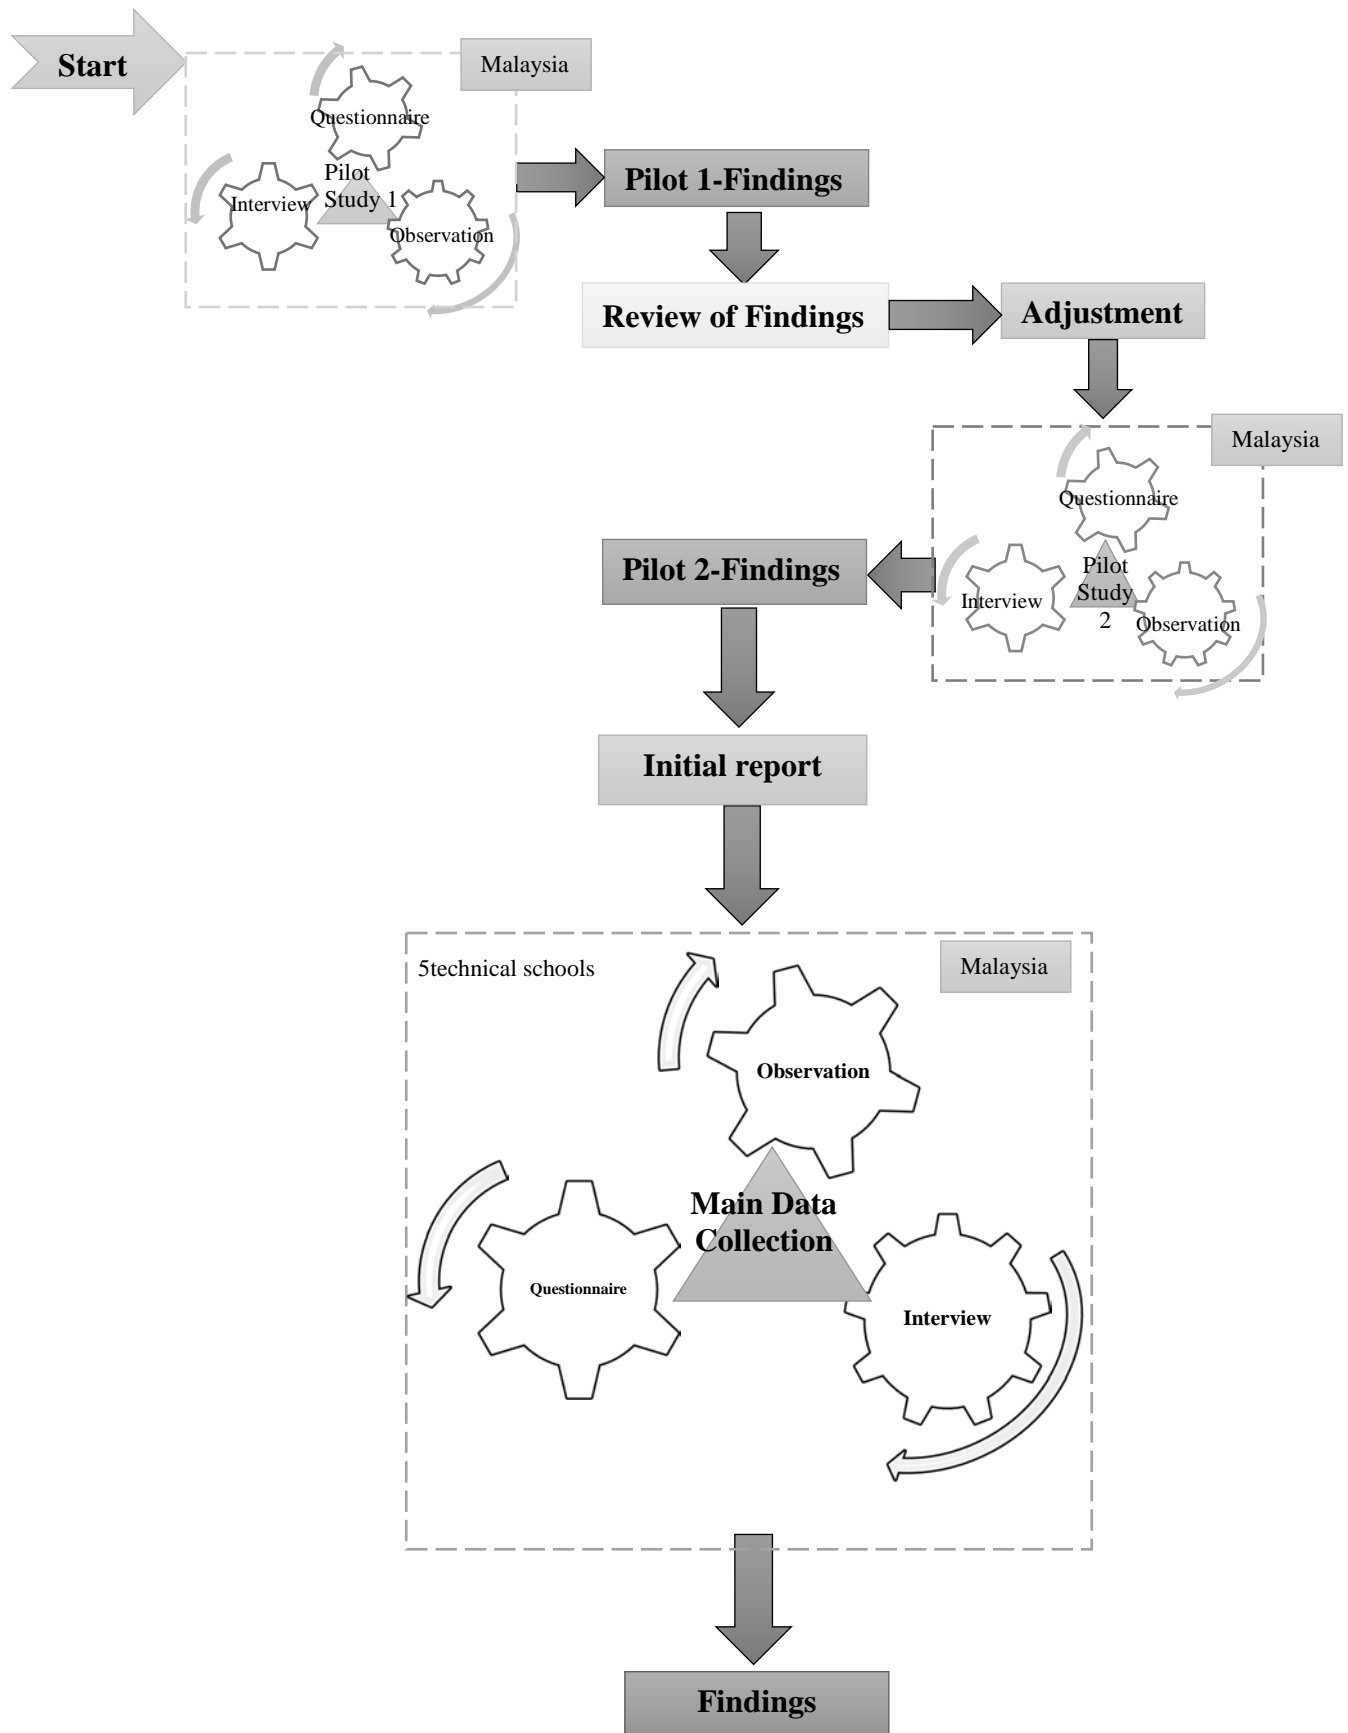 Start
Malaysia
Questionnaire
Pilot
Study 1
Interview
Observation
Pilot 1-Findings
Review of Findings
Adjustment
Malaysia
Questionnaire
Pilot
Study
2
Interview
Observation
Pilot 2-Findings
Initial report
5technical schools
Malaysia
Observation
Main Data
Collection
Questionnaire
Interview
Findings